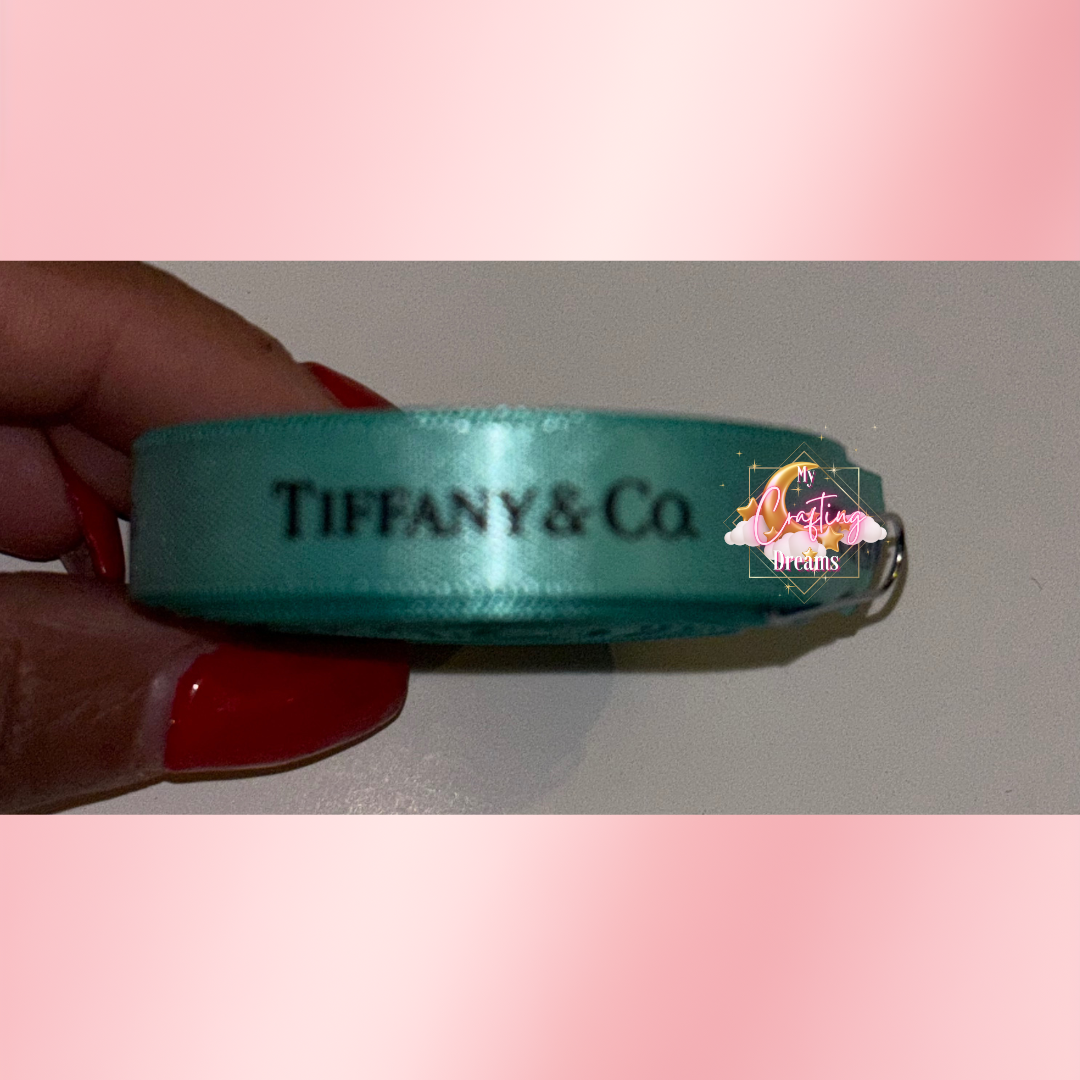 TIFFANY & CO.
My
Crafting
Dreams